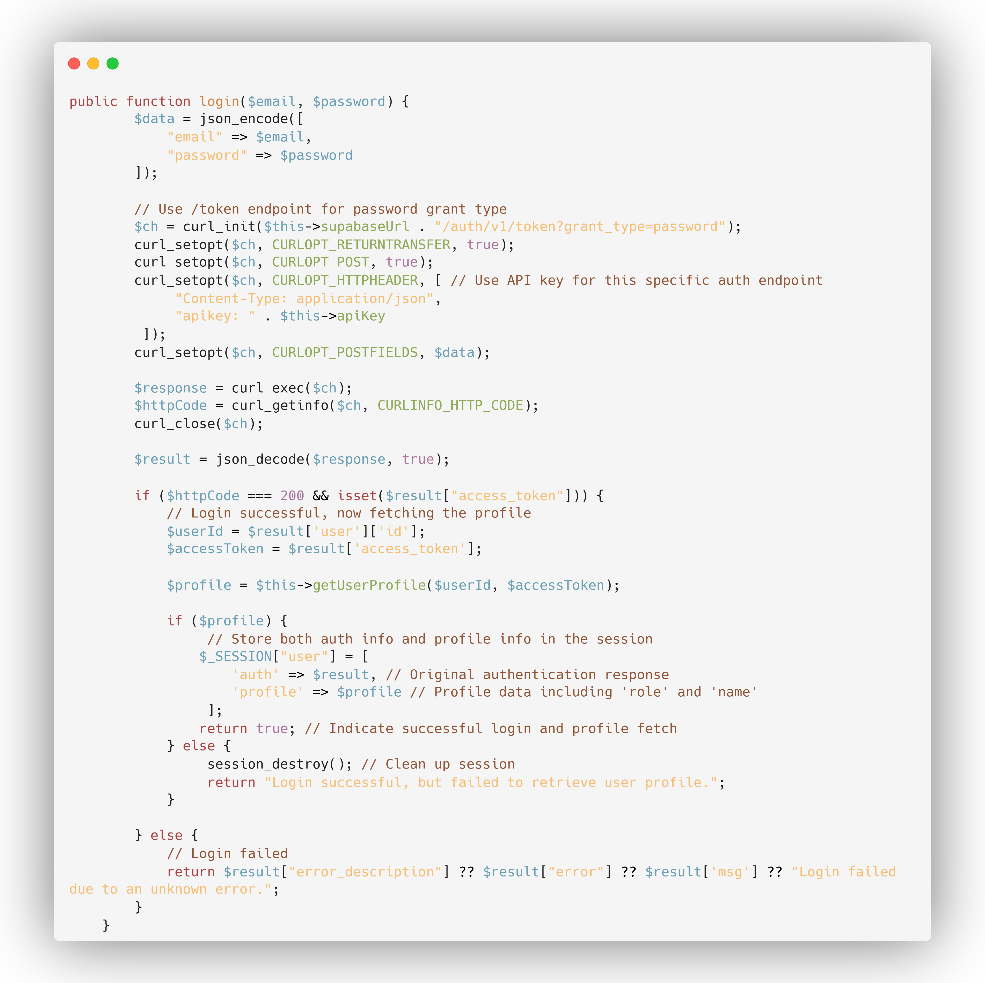 public function login($email, $password) {
        $data = json_encode([
            "email" => $email,
            "password" => $password
        ]);

        // Use /token endpoint for password grant type
        $ch = curl_init($this->supabaseUrl . "/auth/v1/token?grant_type=password");
        curl_setopt($ch, CURLOPT_RETURNTRANSFER, true);
        curl setopt($ch, CURLOPT POST, true);
        curl_setopt($ch, CURLOPT_HTTPHEADER, [ // Use API key for this specific auth endpoint
             "Content-Type: application/json",
             "apikey: " . $this->apiKey
         ]);
        curl_setopt($ch, CURLOPT_POSTFIELDS, $data);

        $response = curl exec($ch);
        $httpCode = curl_getinfo($ch, CURLINFO_HTTP_CODE);
        curl_close($ch);

        $result = json_decode($response, true);

        if ($httpCode === 200 && isset($result["access_token"])) {
            // Login successful, now fetching the profile
            $userId = $result['user']['id'];
            $accessToken = $result['access_token'];

            $profile = $this->getUserProfile($userId, $accessToken);

            if ($profile) {
                 // Store both auth info and profile info in the session
                $_SESSION["user"] = [
                    'auth' => $result, // Original authentication response
                    'profile' => $profile // Profile data including 'role' and 'name'
                 ];
                return true; // Indicate successful login and profile fetch
            } else {
                 session_destroy(); // Clean up session
                 return "Login successful, but failed to retrieve user profile.";
            }

        } else {
            // Login failed
            return $result["error_description"] ?? $result["error"] ?? $result['msg'] ?? "Login failed
due to an unknown error.";
        }
    }